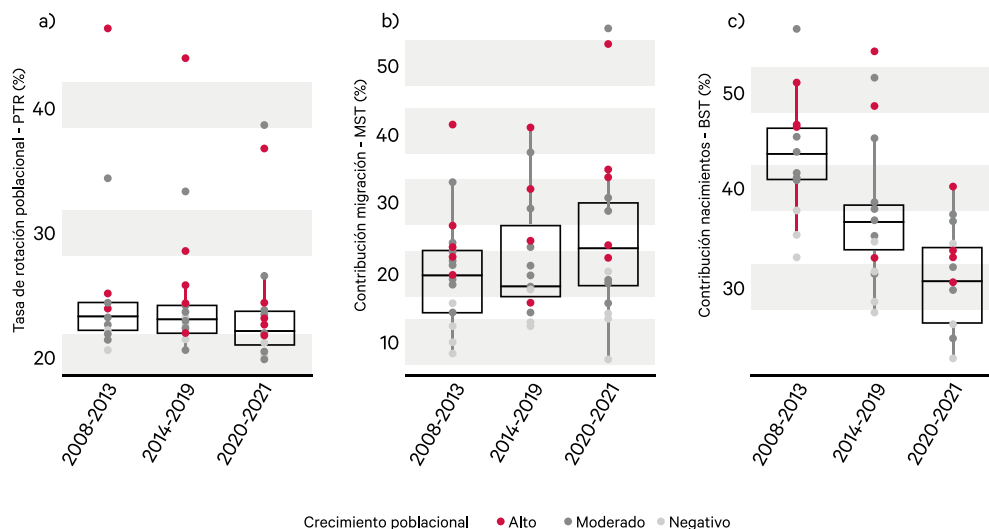 a)
Tasa de rotación poblacional - PTR (%)
40
30
20
2008-2013
2014-2019
2020-2021
b)
Contribución migración - MST (%)
50
40
30
20
10
2008-2013
2014-2019
2020-2021
c)
Contribución nacimientos - BST (%)
50
40
30
2008-2013
2014-2019
2020-2021
Crecimiento poblacional Alto Moderado Negativo